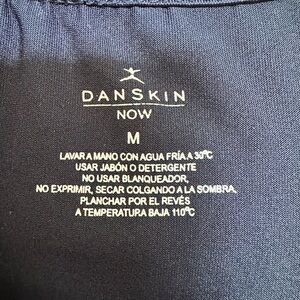 DANSKIN
NOW
M
LAVAR A MANO CON AGUA FRÍA A 30°C
USAR JABÓN O DETERGENTE
NO USAR BLANQUEADOR,
NO EXPRIMIR, SECAR COLGANDO A LA SOMBRA,
PLANCHAR POR EL REVÉS
A TEMPERATURA BAJA 110°C